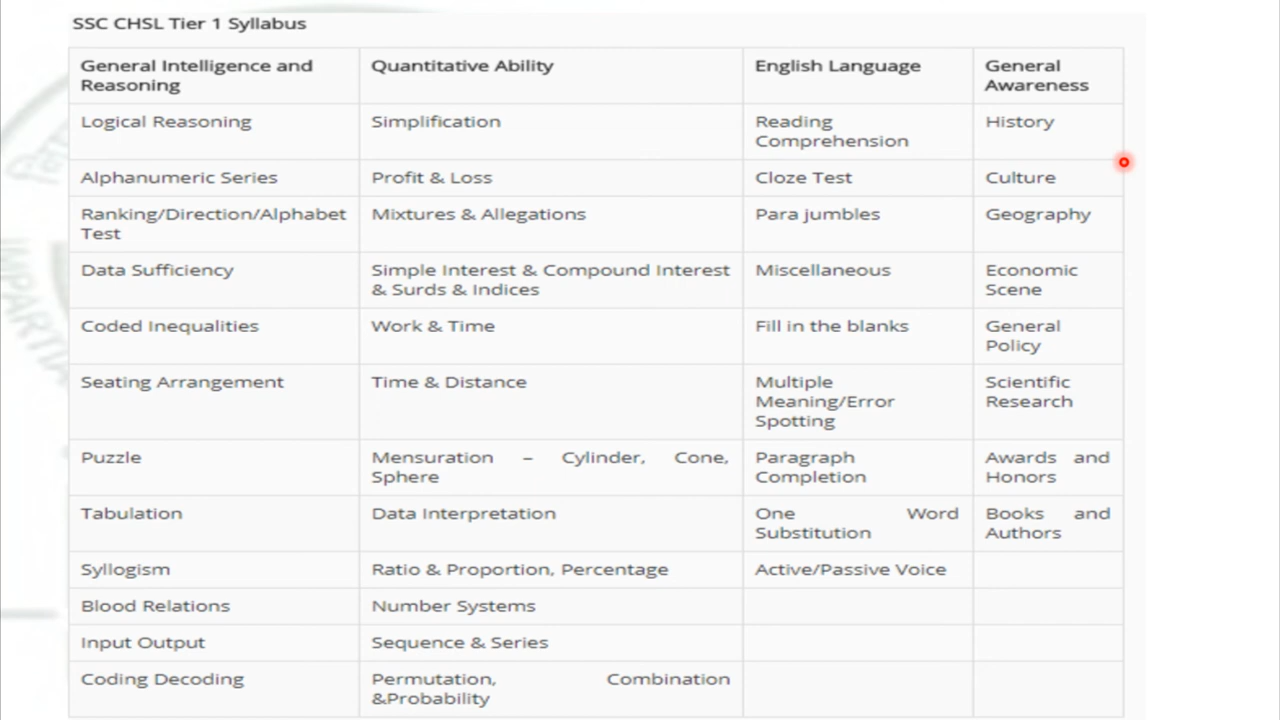 SSC CHSL Tier 1 Syllabus
General Intelligence and Reasoning
Quantitative Ability
English Language
General Awareness
Logical Reasoning
Simplification
Reading Comprehension
History
Alphanumeric Series
Profit & Loss
Cloze Test
Culture
Ranking/Direction/Alphabet Test
Mixtures & Allegations
Para jumbles
Geography
Data Sufficiency
Simple Interest & Compound Interest & Surds & Indices
Miscellaneous
Economic Scene
Coded Inequalities
Work & Time
Fill in the blanks
General Policy
Seating Arrangement
Time & Distance
Multiple Meaning/Error Spotting
Scientific Research
Puzzle
Mensuration – Cylinder, Cone, Sphere
Paragraph Completion
Awards and Honors
Tabulation
Data Interpretation
One Word Substitution
Books and Authors
Syllogism
Ratio & Proportion, Percentage
Active/Passive Voice
Blood Relations
Number Systems
Input Output
Sequence & Series
Coding Decoding
Permutation, Combination &Probability